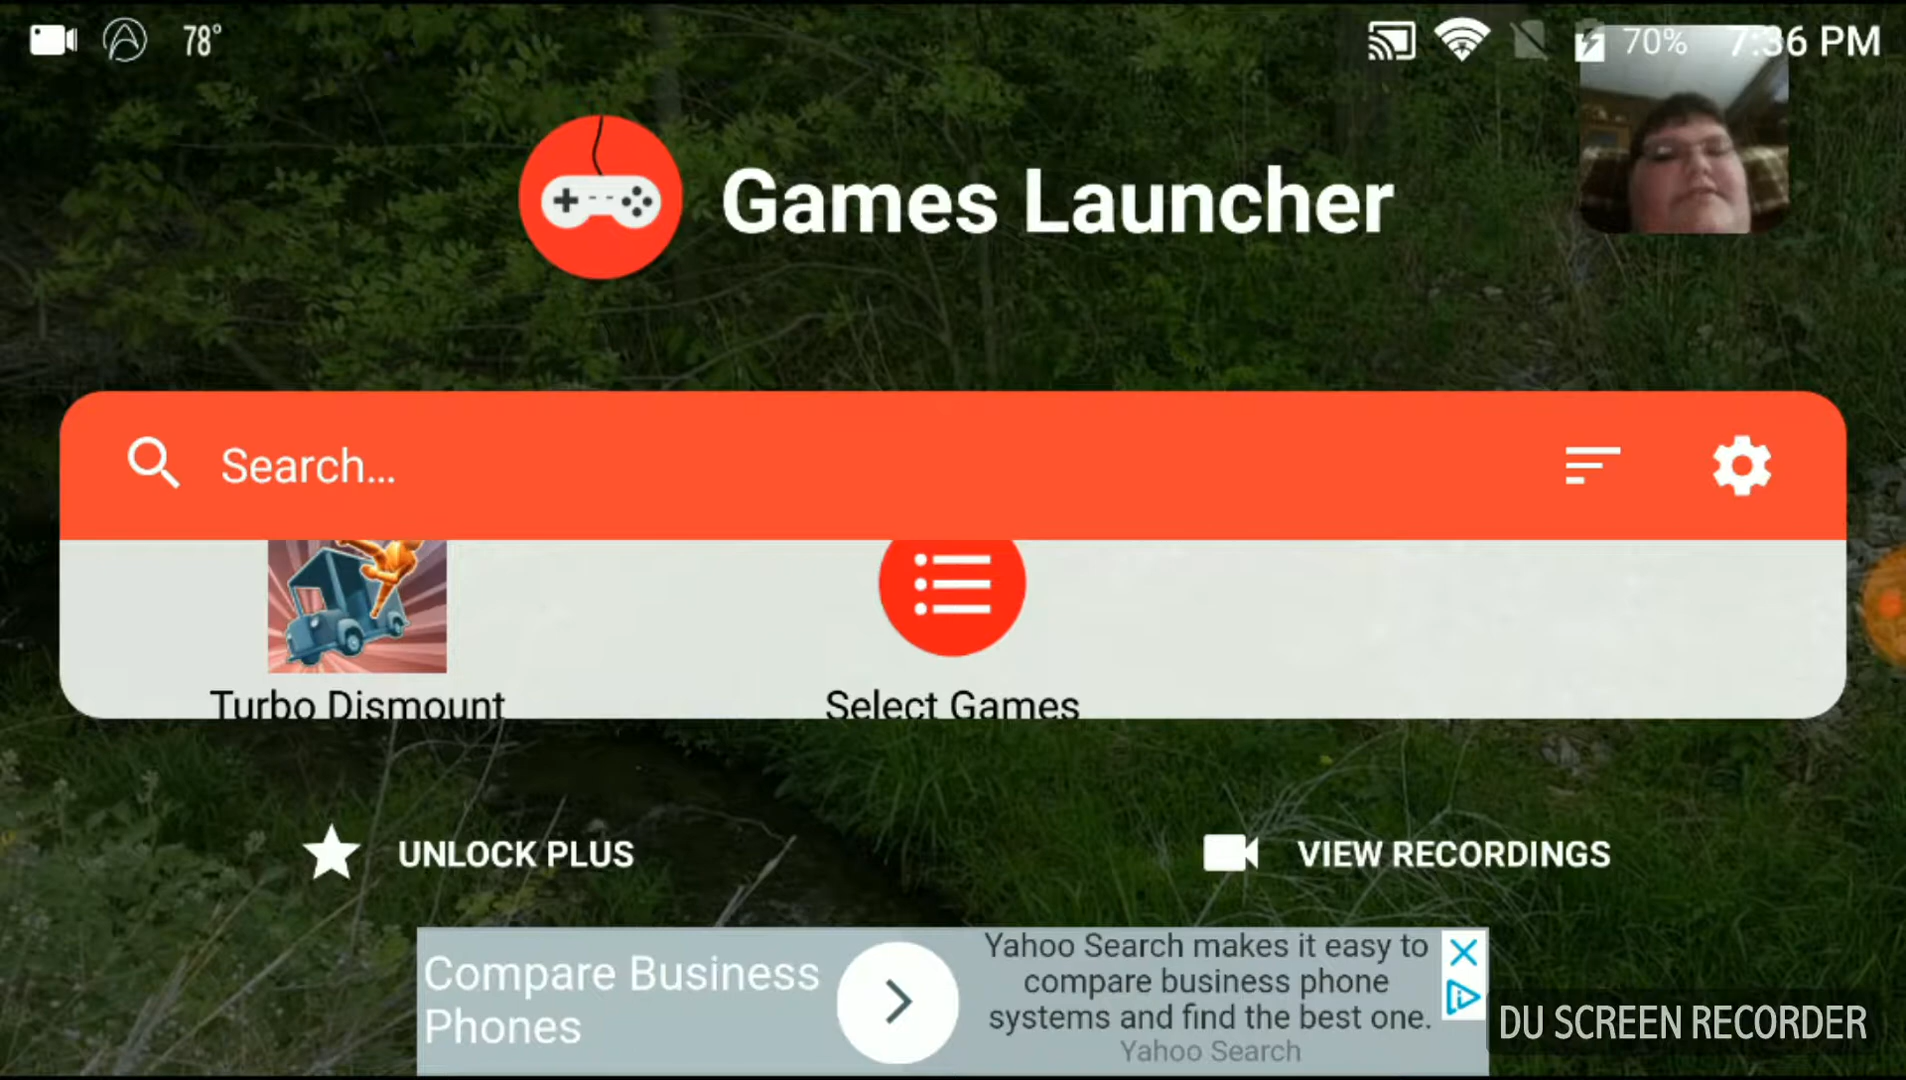 78°
70% 7:36 PM
Games Launcher
Search...
Turbo Dismount
Select Games
UNLOCK PLUS
VIEW RECORDINGS
Compare Business
Phones
Yahoo Search makes it easy to
compare business phone
systems and find the best one.
Yahoo Search
DU SCREEN RECORDER